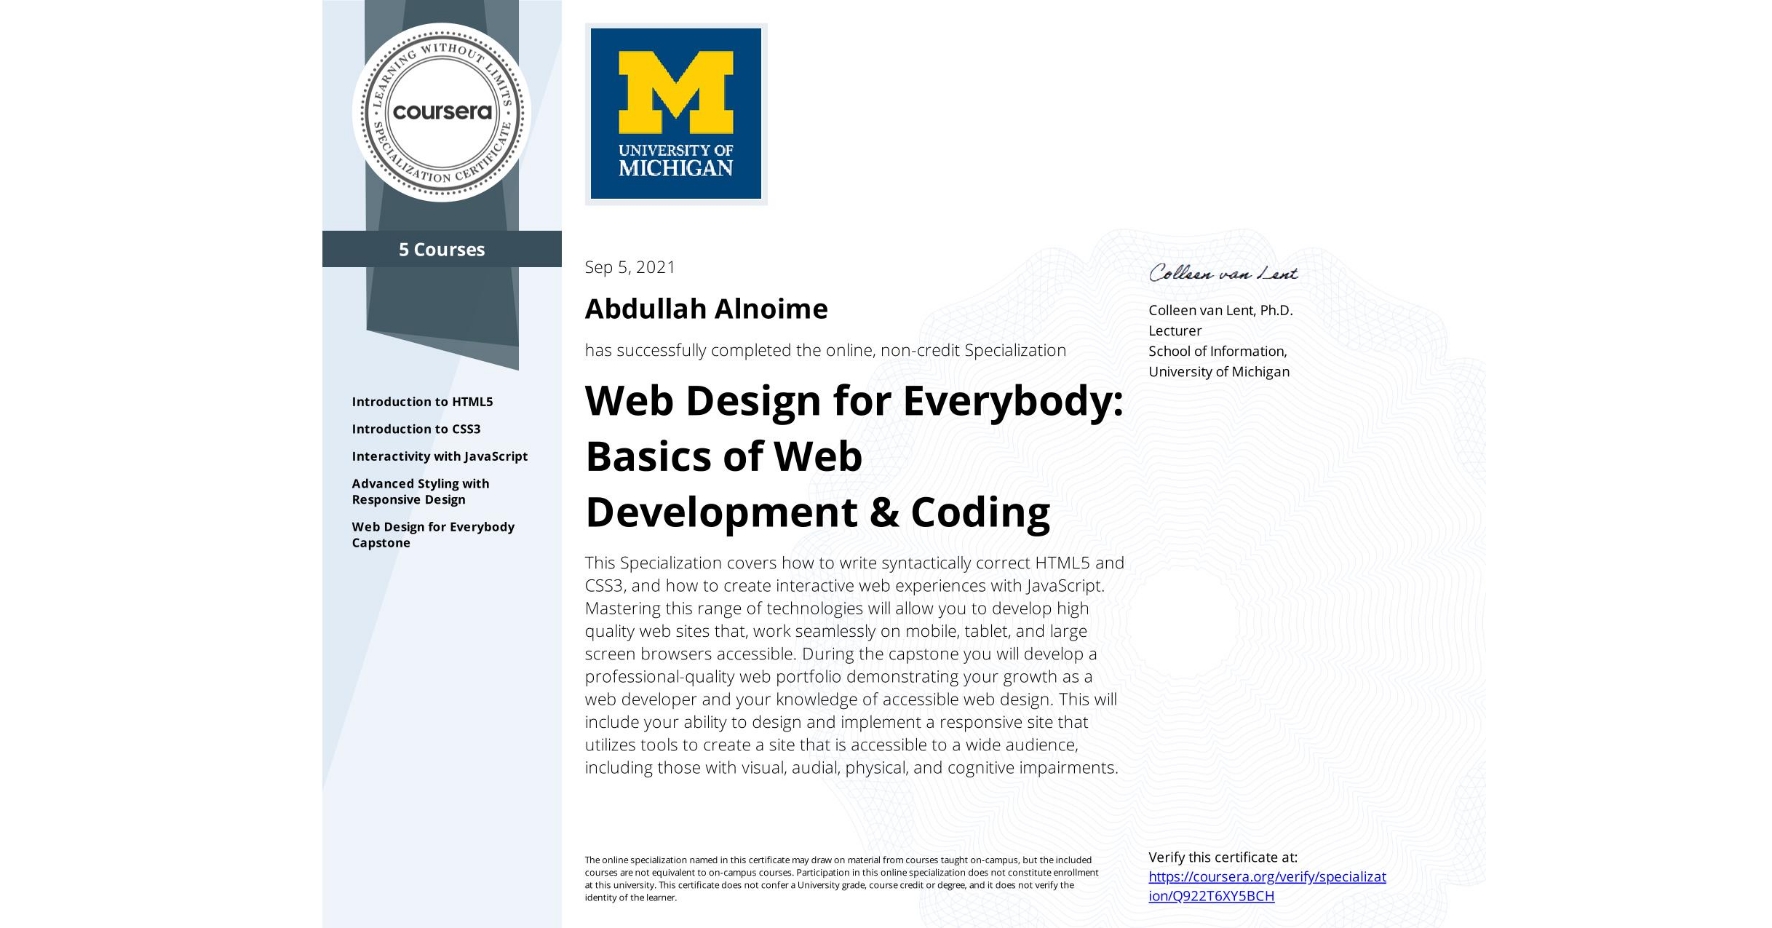 LEARNING WITHOUT LIMITS
coursera
SPECIALIZATION CERTIFICATE
UNIVERSITY OF
MICHIGAN
5 Courses
Introduction to HTML5
Introduction to CSS3
Interactivity with JavaScript
Advanced Styling with
Responsive Design
Web Design for Everybody
Capstone
Sep 5, 2021
Abdullah Alnoime
has successfully completed the online, non-credit Specialization
Web Design for Everybody:
Basics of Web
Development & Coding
This Specialization covers how to write syntactically correct HTML5 and
CSS3, and how to create interactive web experiences with JavaScript.
Mastering this range of technologies will allow you to develop high
quality web sites that, work seamlessly on mobile, tablet, and large
screen browsers accessible. During the capstone you will develop a
professional-quality web portfolio demonstrating your growth as a
web developer and your knowledge of accessible web design. This will
include your ability to design and implement a responsive site that
utilizes tools to create a site that is accessible to a wide audience,
including those with visual, audial, physical, and cognitive impairments.
Colleen van Lent
Colleen van Lent, Ph.D.
Lecturer
School of Information,
University of Michigan
The online specialization named in this certificate may draw on material from courses taught on-campus, but the included
courses are not equivalent to on-campus courses. Participation in this online specialization does not constitute enrollment
at this university. This certificate does not confer a University grade, course credit or degree, and it does not verify the
identity of the learner.
Verify this certificate at:
https://coursera.org/verify/specializat
ion/Q922T6XY5BCH